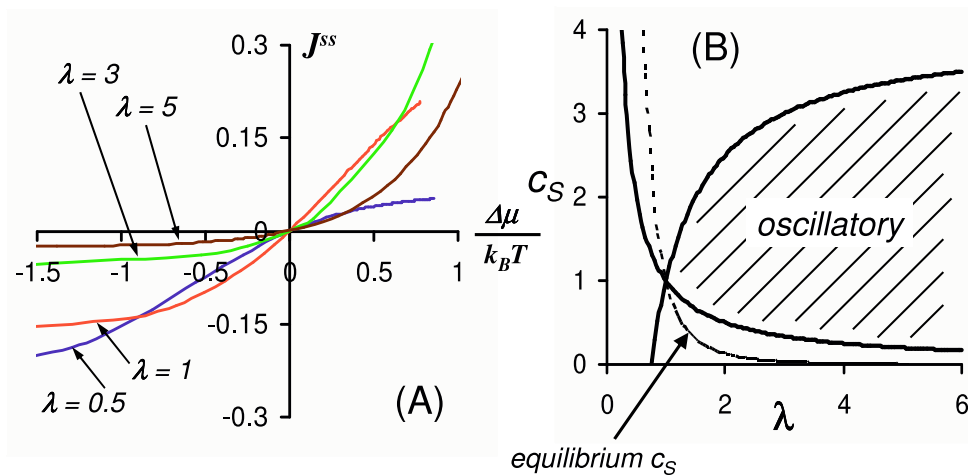 0.3
J^ss
λ = 3
λ = 5
0.15
0
-1.5
-1
-0.5
0
0.5
1
Δμ
k_BT
-0.15
λ = 1
λ = 0.5
-0.3
(A)
(B)
4
3
c_S
2
1
0
oscillatory
0
2
λ
4
6
equilibrium c_S